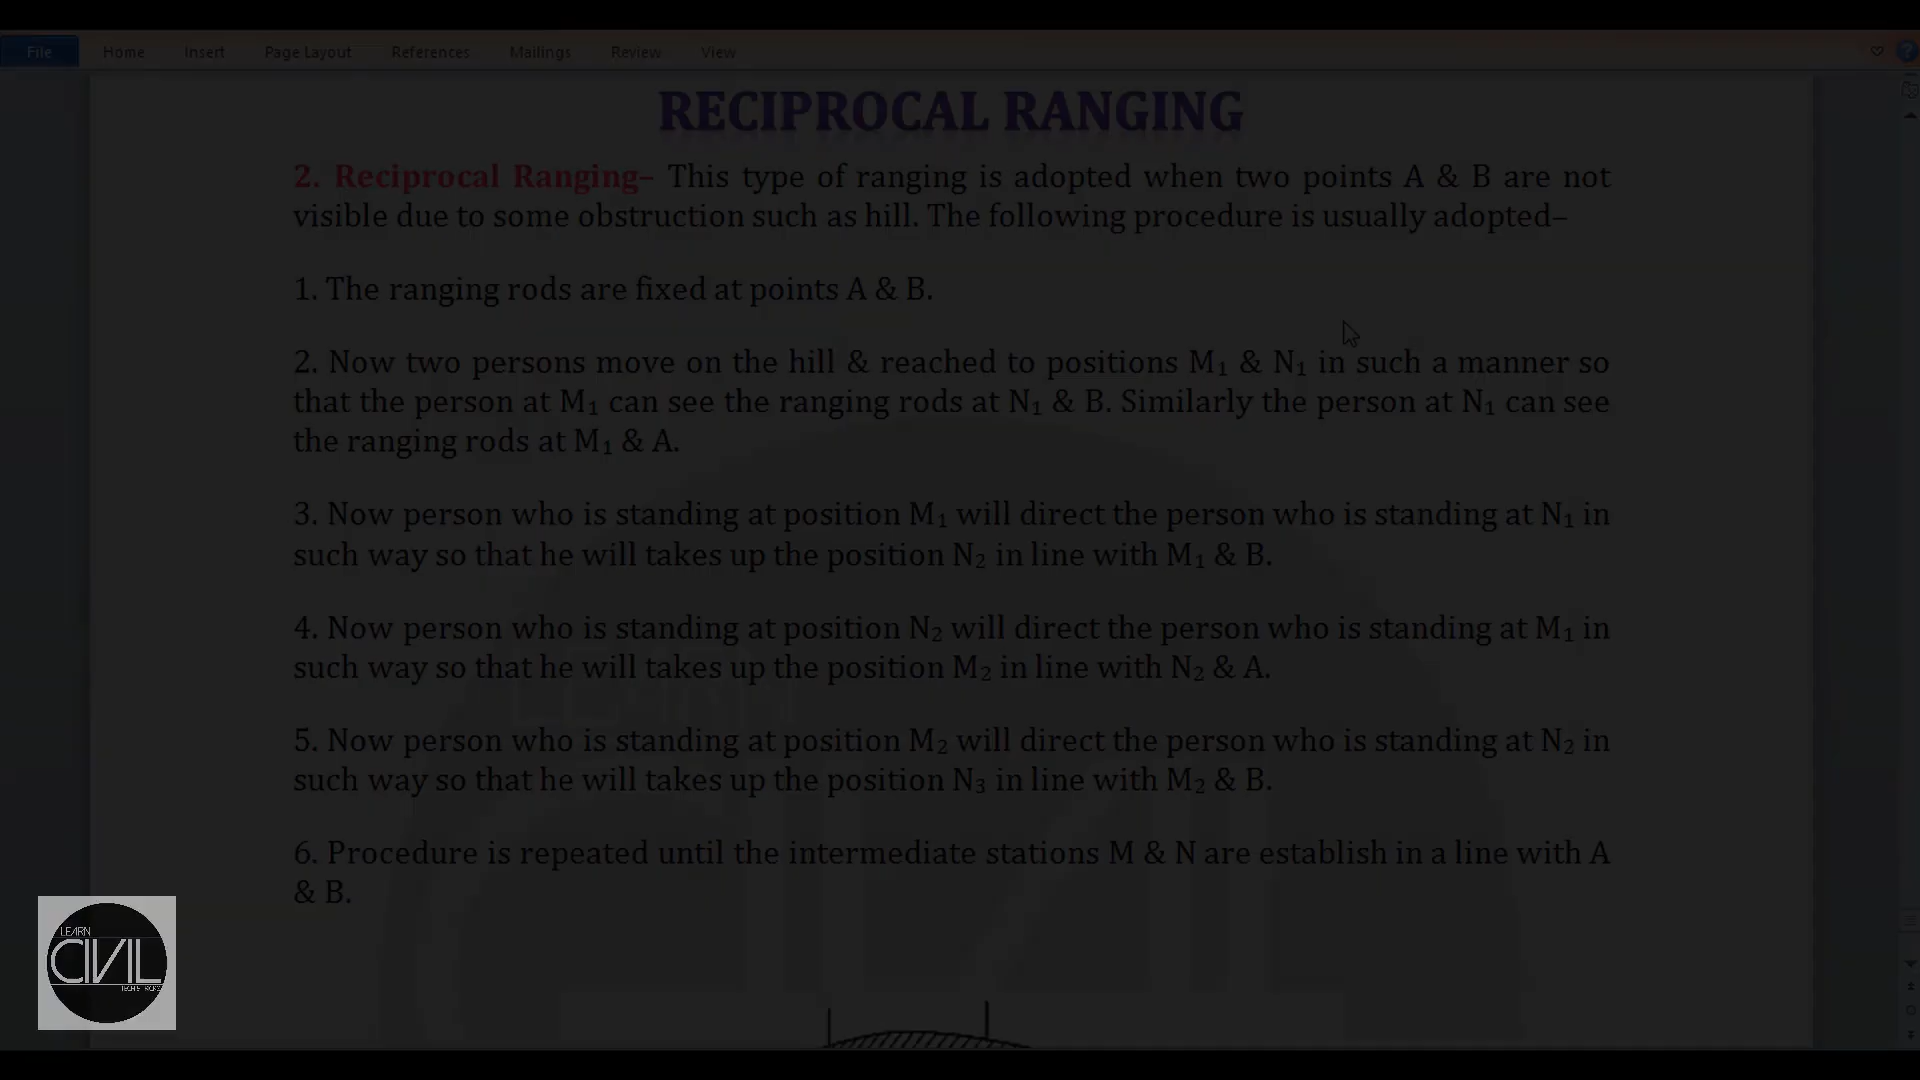 File Home Insert Page Layout References Mailings Review View
RECIPROCAL RANGING
2. Reciprocal Ranging– This type of ranging is adopted when two points A & B are not
visible due to some obstruction such as hill. The following procedure is usually adopted–
1. The ranging rods are fixed at points A & B.
2. Now two persons move on the hill & reached to positions M₁ & N₁ in such a manner so
that the person at M₁ can see the ranging rods at N₁ & B. Similarly the person at N₁ can see
the ranging rods at M₁ & A.
3. Now person who is standing at position M₁ will direct the person who is standing at N₁ in
such way so that he will takes up the position N₂ in line with M₁ & B.
4. Now person who is standing at position N₂ will direct the person who is standing at M₁ in
such way so that he will takes up the position M₂ in line with N₂ & A.
5. Now person who is standing at position M₂ will direct the person who is standing at N₂ in
such way so that he will takes up the position N₃ in line with M₂ & B.
6. Procedure is repeated until the intermediate stations M & N are establish in a line with A
& B.
LEARN
CIVIL